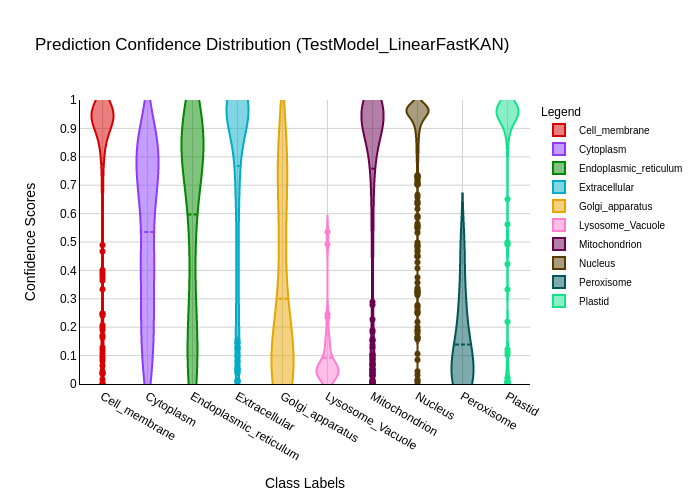 Prediction Confidence Distribution (TestModel_LinearFastKAN)
Legend
Cell_membrane
Cytoplasm
Endoplasmic_reticulum
Extracellular
Golgi_apparatus
Lysosome_Vacuole
Mitochondrion
Nucleus
Peroxisome
Plastid
Confidence Scores
1
0.9
0.8
0.7
0.6
0.5
0.4
0.3
0.2
0.1
0
Cell_membrane
Cytoplasm
Endoplasmic_reticulum
Extracellular
Golgi_apparatus
Lysosome_Vacuole
Mitochondrion
Nucleus
Peroxisome
Plastid
Class Labels